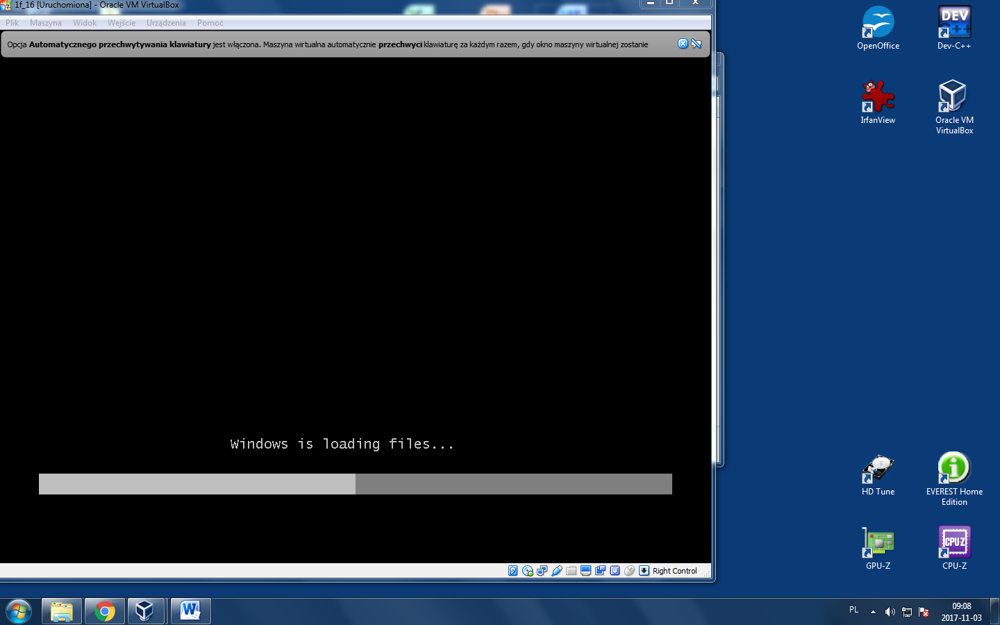 1f_16 [Uruchomiona] - Oracle VM VirtualBox
Plik Maszyna Widok Wejście Urządzenia Pomoc
Opcja Automatycznego przechwytywania klawiatury jest włączona. Maszyna wirtualna automatycznie przechwyci klawiaturę za każdym razem, gdy okno maszyny wirtualnej zostanie
Windows is loading files...
Right Control
OpenOffice
DEV
C++
Dev-C++
IrfanView
Oracle VM
VirtualBox
HD Tune
EVEREST Home
Edition
GPU-Z
CPU-Z
CPU-Z
W
PL
09:08
2017-11-03